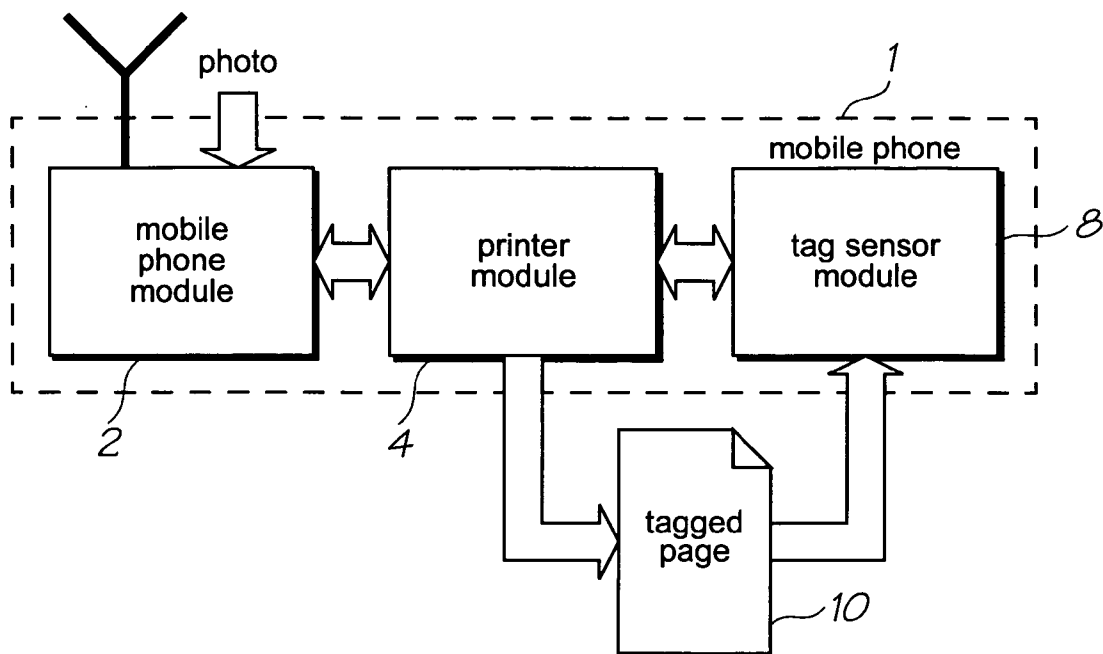 photo
1
mobile phone
mobile
phone
module
printer
module
tag sensor
module
8
2
4
tagged
page
10